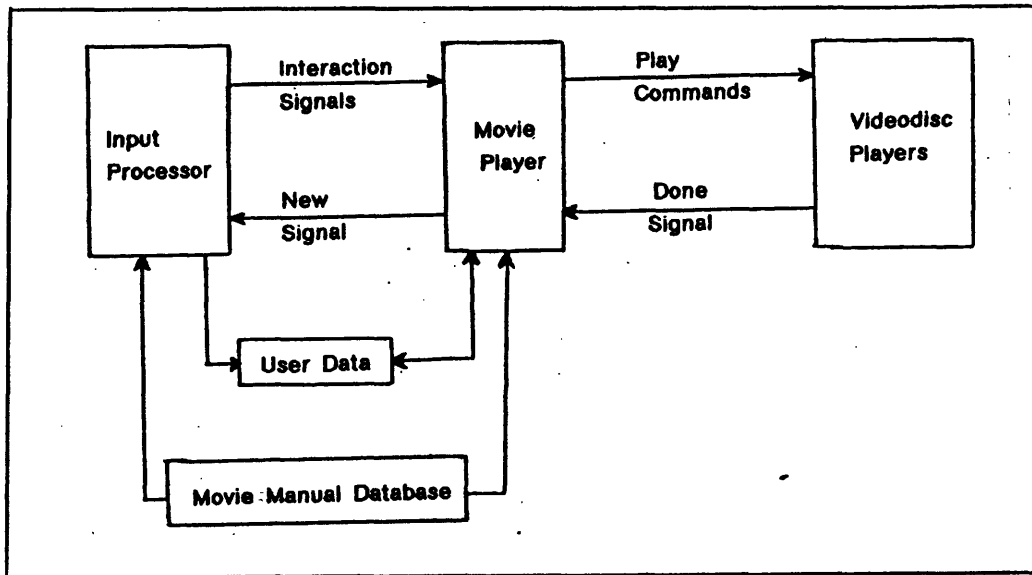 Interaction
Signals
Play
Commands
Input
Processor
Movie
Player
Videodisc
Players
New
Signal
Done
Signal
User Data
Movie Manual Database